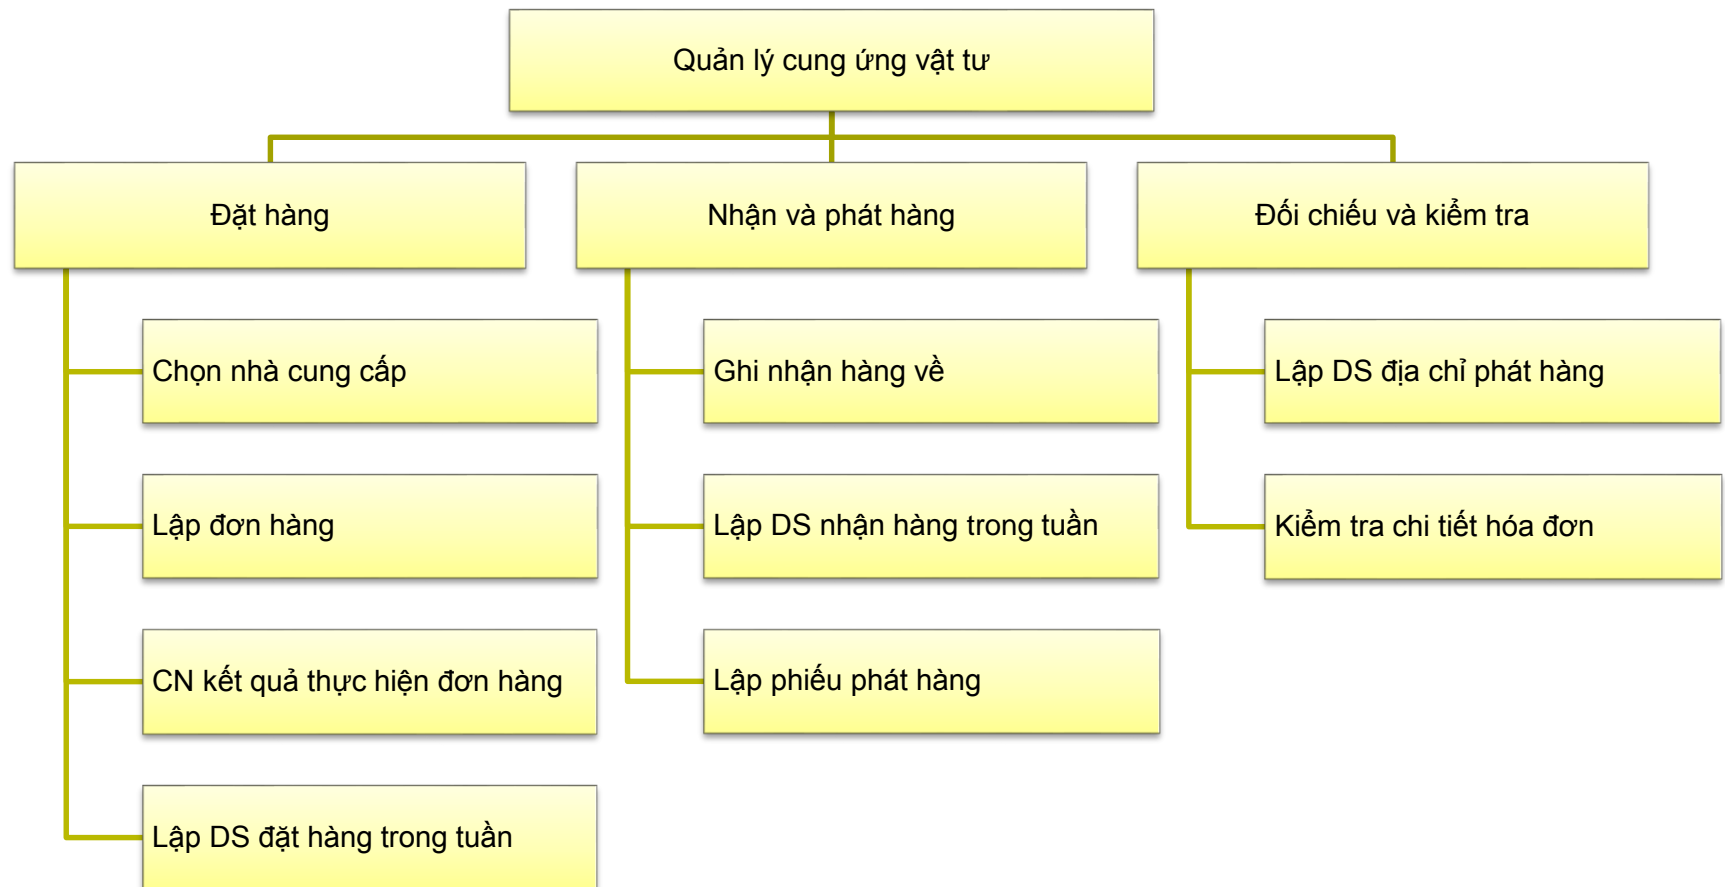 Quản lý cung ứng vật tư
Đặt hàng
Nhận và phát hàng
Đối chiếu và kiểm tra
Chọn nhà cung cấp
Ghi nhận hàng về
Lập DS địa chỉ phát hàng
Lập đơn hàng
Lập DS nhận hàng trong tuần
Kiểm tra chi tiết hóa đơn
CN kết quả thực hiện đơn hàng
Lập phiếu phát hàng
Lập DS đặt hàng trong tuần